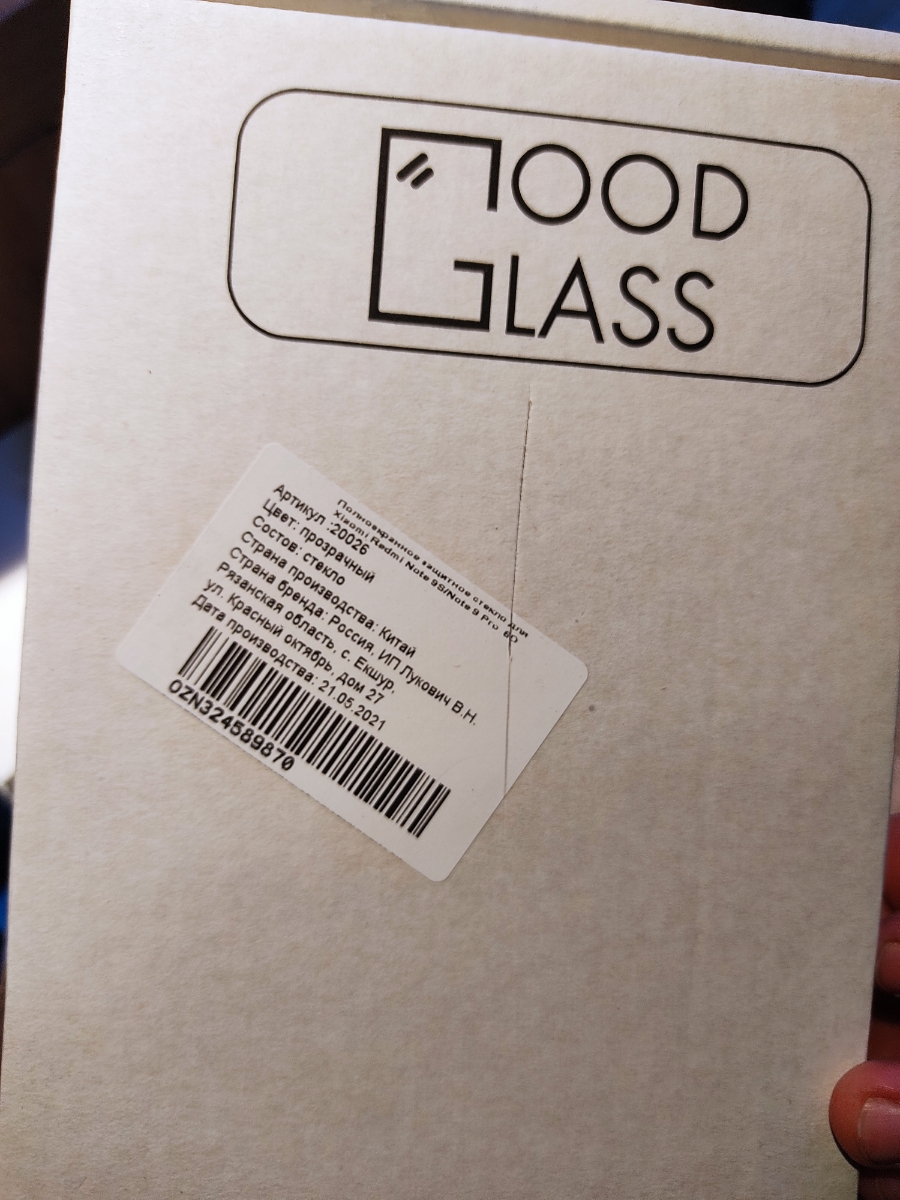 GOOD
GLASS
Полноэкранное защитное стекло для
Xiaomi Redmi Note 9S/Note 9 Pro 6D
Артикул :20026
Цвет: прозрачный
Состов: стекло
Страна производства: Китай
Страна бренда: Россия, ИП Лукович В.Н.
Рязанская область, с. Екшур,
ул. Красный октябрь, дом 27
Дата производства: 21.05.2021
OZN324589870